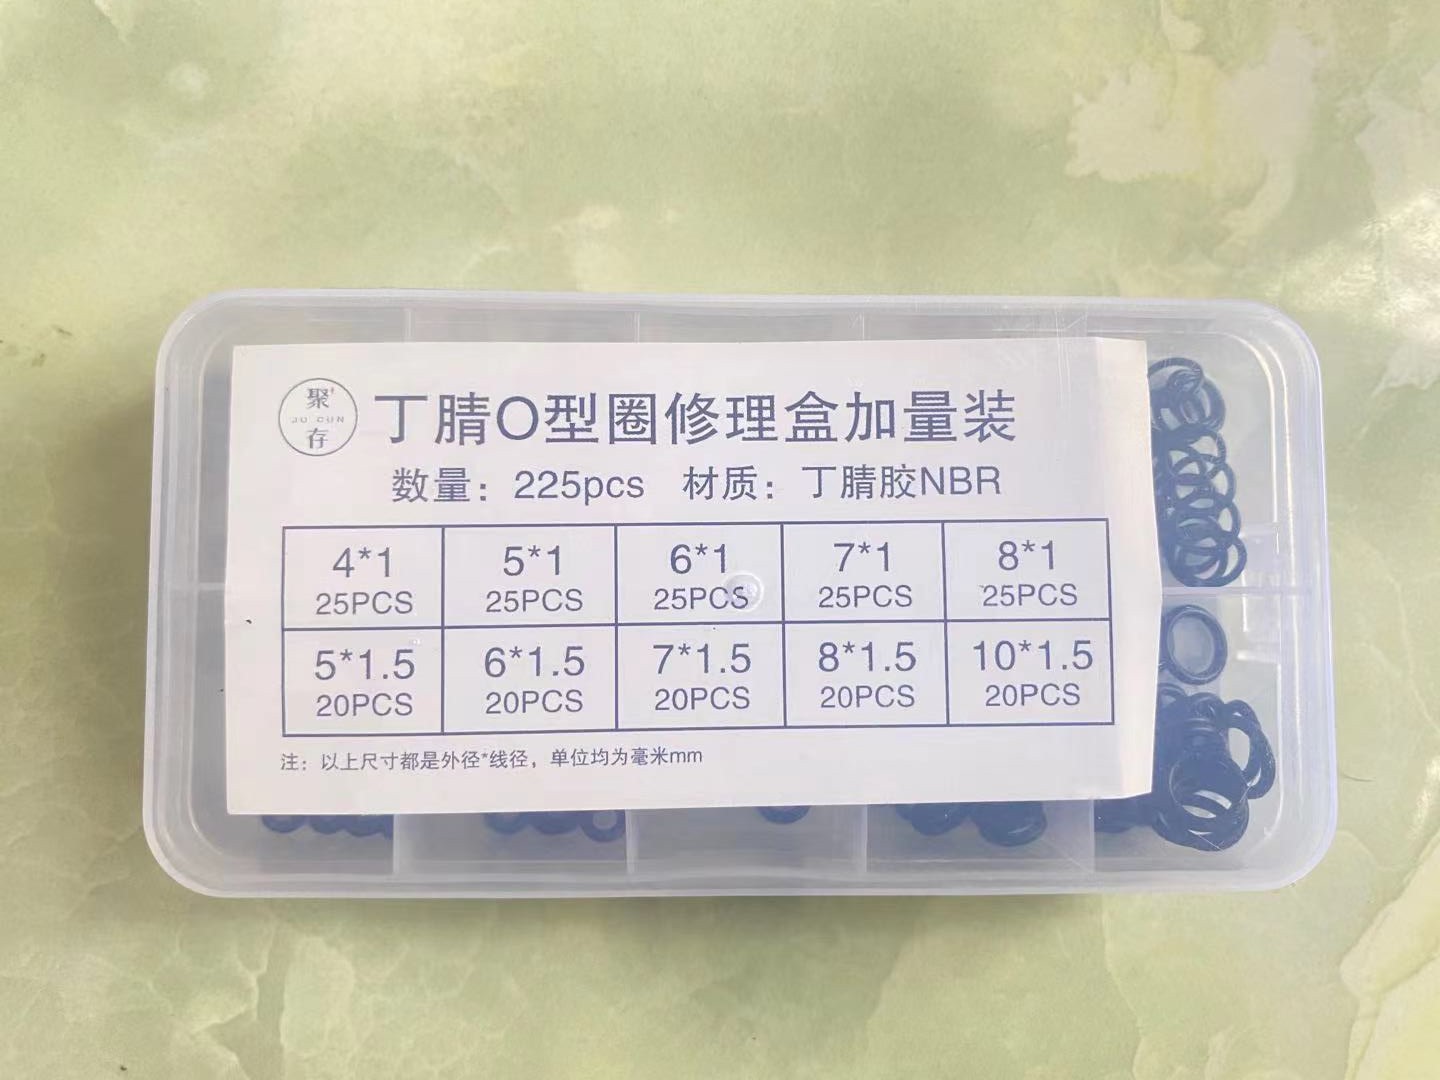 聚
JU CUN
存
丁腈O型圈修理盒加量装
数量：225pcs 材质：丁腈胶NBR
4*1 5*1 6*1 7*1 8*1
25PCS 25PCS 25PCS 25PCS 25PCS
5*1.5 6*1.5 7*1.5 8*1.5 10*1.5
20PCS 20PCS 20PCS 20PCS 20PCS
注：以上尺寸都是外径*线径，单位均为毫米mm